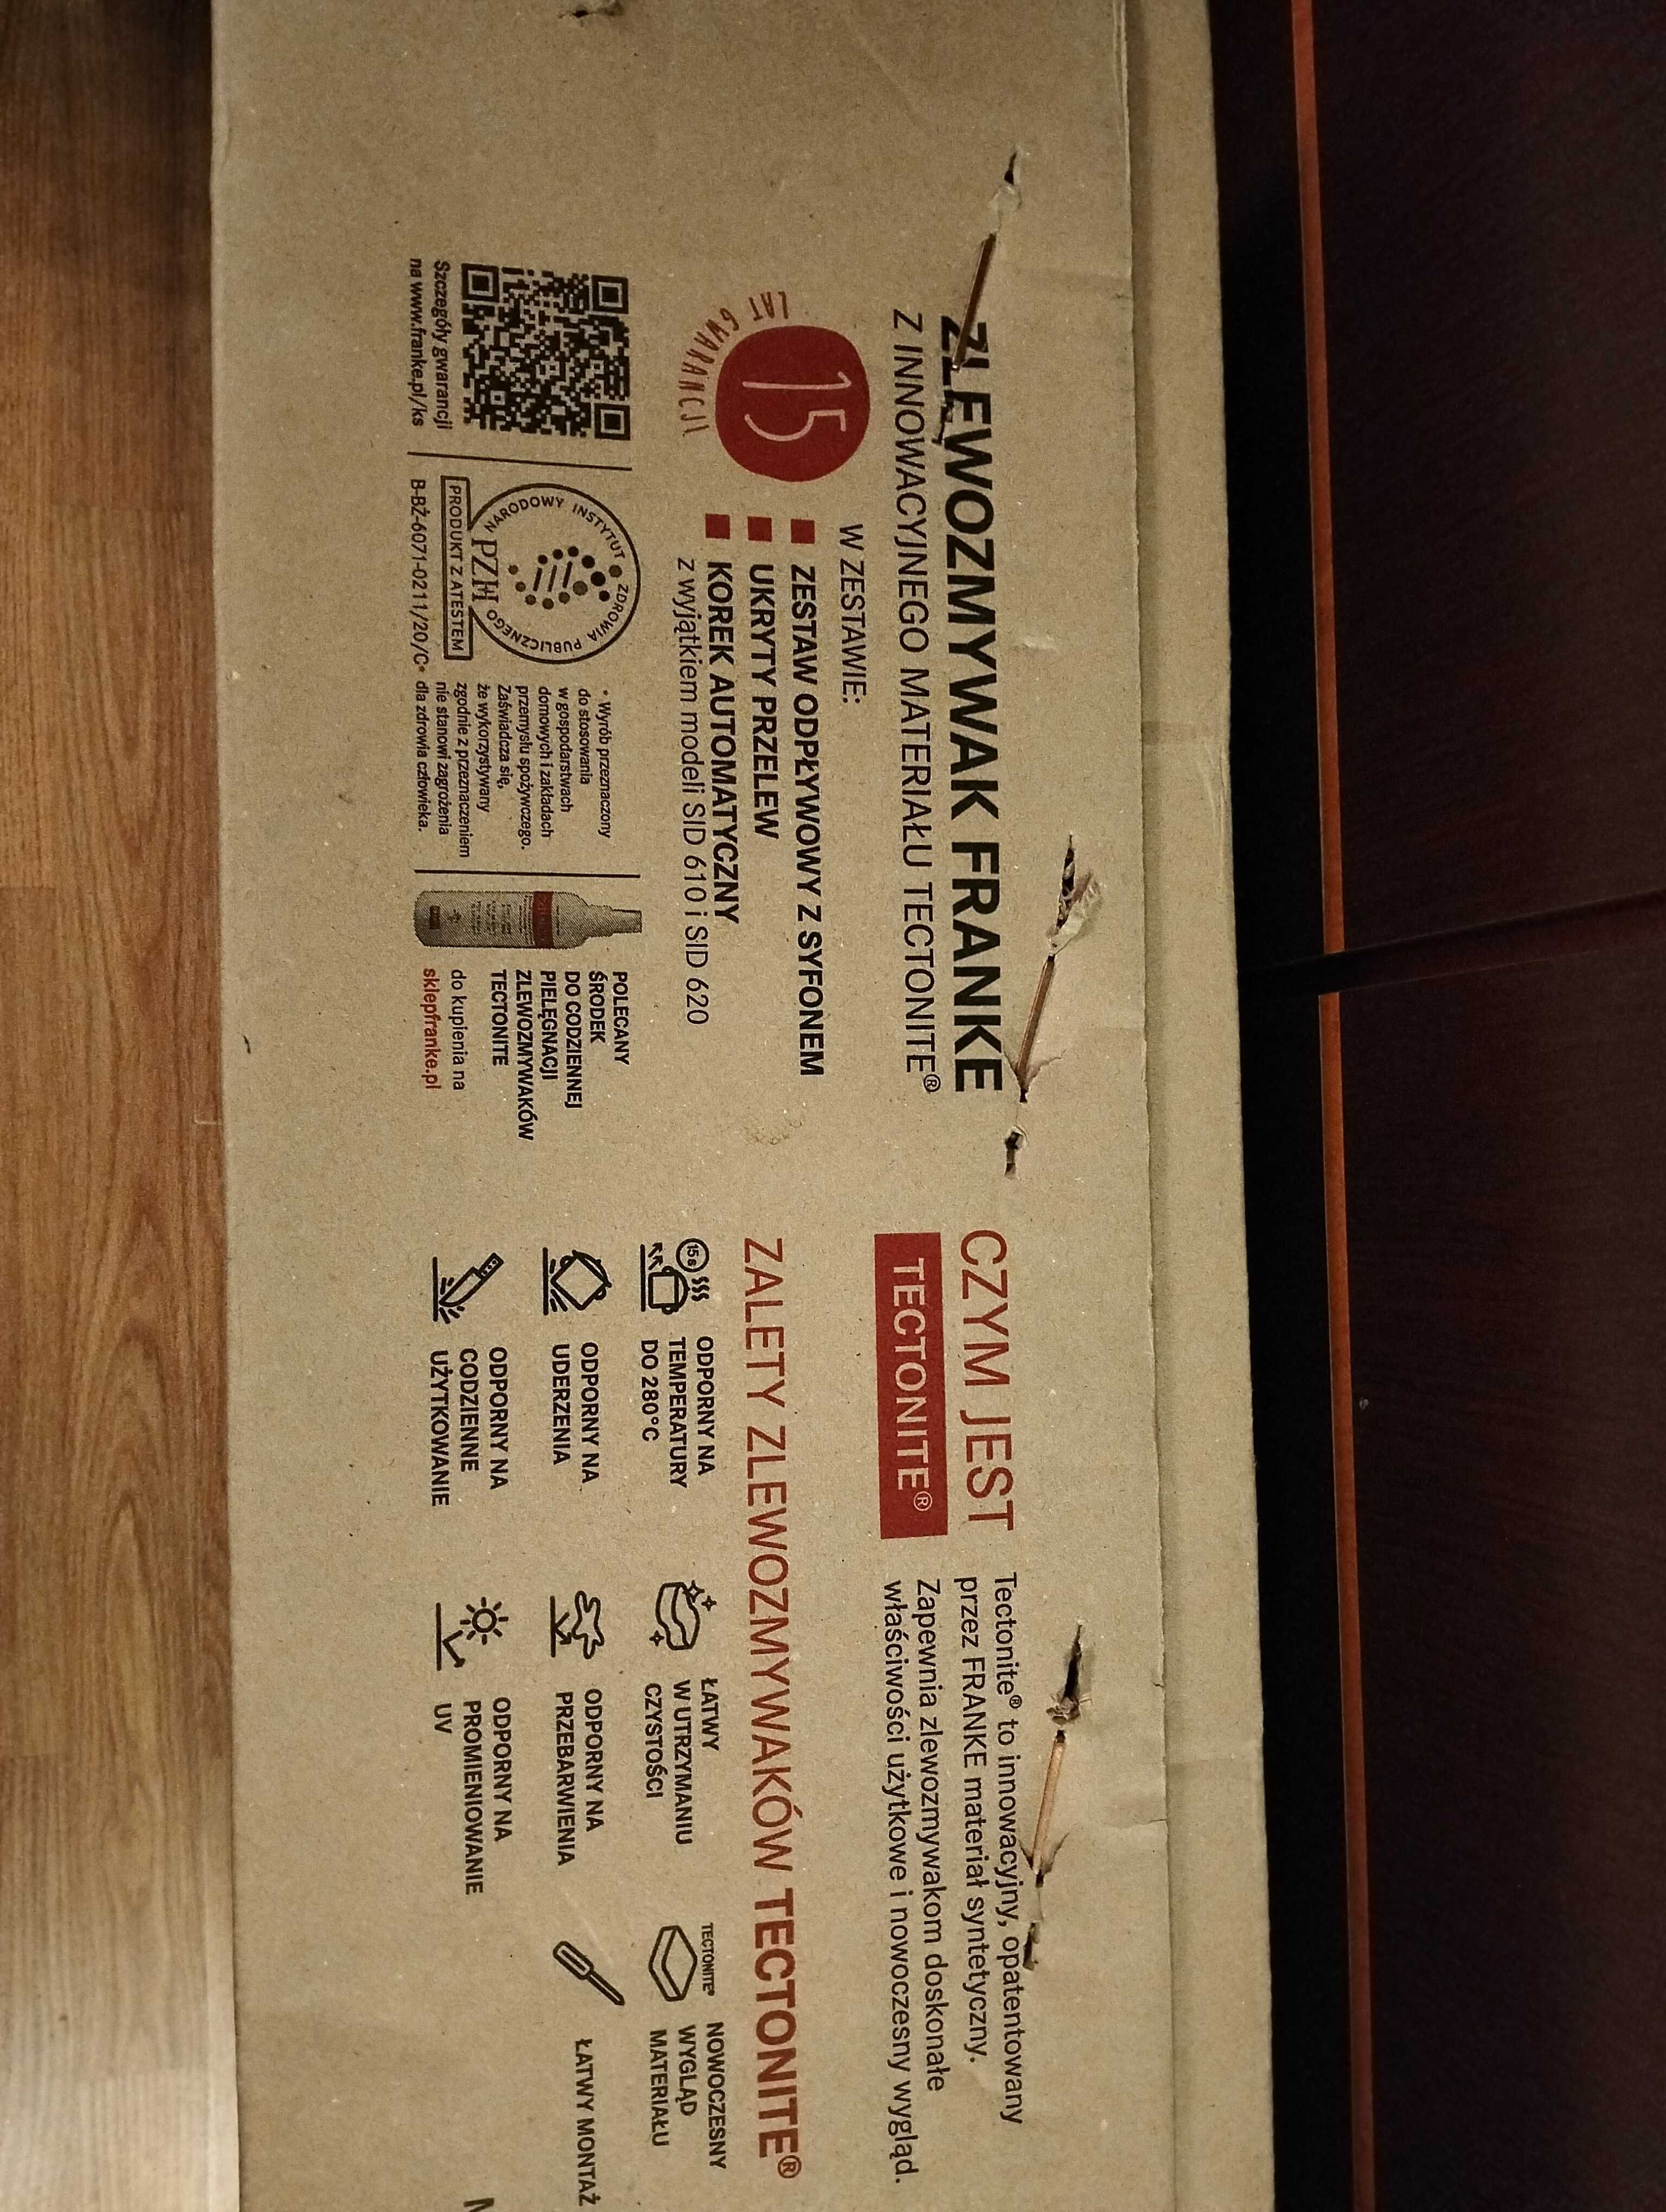 ZLEWOZMYWAK FRANKE
Z INNOWACYJNEGO MATERIAŁU TECTONITE®
15
LAT
GWARANCJI
W ZESTAWIE:
ZESTAW ODPŁYWOWY Z SYFONEM
UKRYTY PRZELEW
KOREK AUTOMATYCZNY
z wyjątkiem modeli SID 610 i SID 620
Szczegóły gwarancji
na www.franke.pl/ks
NARODOWY INSTYTUT ZDROWIA PUBLICZNEGO
PZH
PRODUKT Z ATESTEM
B-BŻ-6071-0211/20/C*
* Wyrób przeznaczony
do stosowania
w gospodarstwach
domowych i zakładach
przemysłu spożywczego.
Zaświadcza się,
że wykorzystywany
zgodnie z przeznaczeniem
nie stanowi zagrożenia
dla zdrowia człowieka.
POLECANY
ŚRODEK
DO CODZIENNEJ
PIELĘGNACJI
ZLEWOZMYWAKÓW
TECTONITE
do kupienia na
sklepfranke.pl
CZYM JEST
TECTONITE®
Tectonite® to innowacyjny, opatentowany
przez FRANKE materiał syntetyczny.
Zapewnia zlewozmywakom doskonałe
właściwości użytkowe i nowoczesny wygląd.
ZALETY ZLEWOZMYWAKÓW TECTONITE®
15s
ODPORNY NA
TEMPERATURY
DO 280°C
ŁATWY
W UTRZYMANIU
CZYSTOŚCI
TECTONITE®
NOWOCZESNY
WYGLĄD
MATERIAŁU
ODPORNY NA
UDERZENIA
ODPORNY NA
PRZEBARWIENIA
ŁATWY MONTAŻ
ODPORNY NA
CODZIENNE
UŻYTKOWANIE
ODPORNY NA
PROMIENIOWANIE
UV